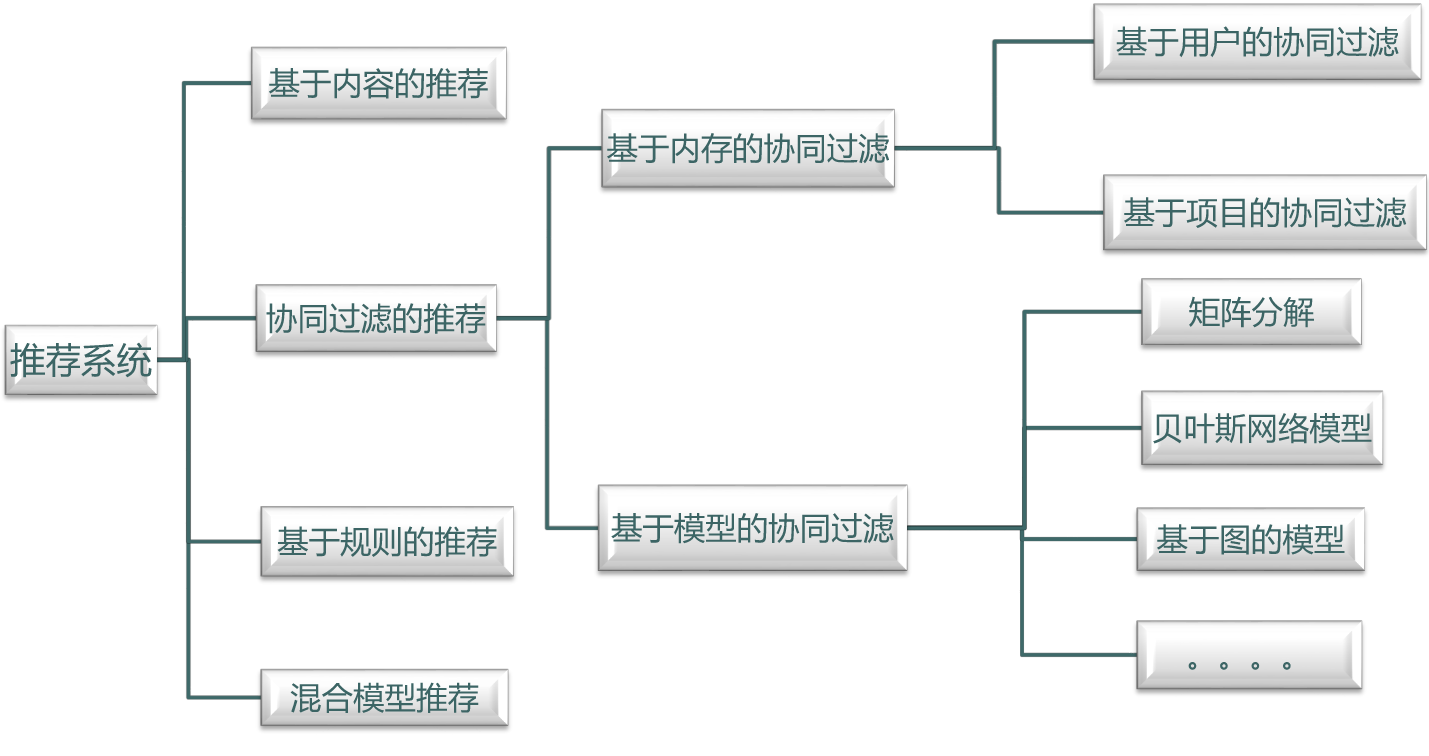 推荐系统
基于内容的推荐
协同过滤的推荐
基于规则的推荐
混合模型推荐
基于内存的协同过滤
基于模型的协同过滤
基于用户的协同过滤
基于项目的协同过滤
矩阵分解
贝叶斯网络模型
基于图的模型
。。。。